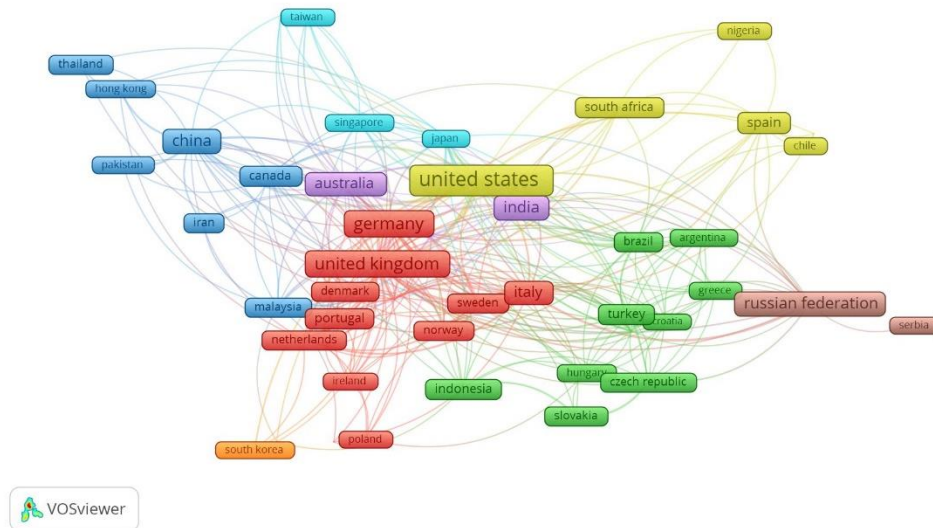 taiwan
nigeria
thailand
hong kong
south africa
singapore
spain
china
japan
chile
pakistan
canada
australia
united states
india
iran
germany
brazil
argentina
united kingdom
denmark
italy
greece
malaysia
sweden
russian federation
portugal
turkey
croatia
serbia
netherlands
norway
ireland
indonesia
hungary
czech republic
slovakia
south korea
poland
VOSviewer